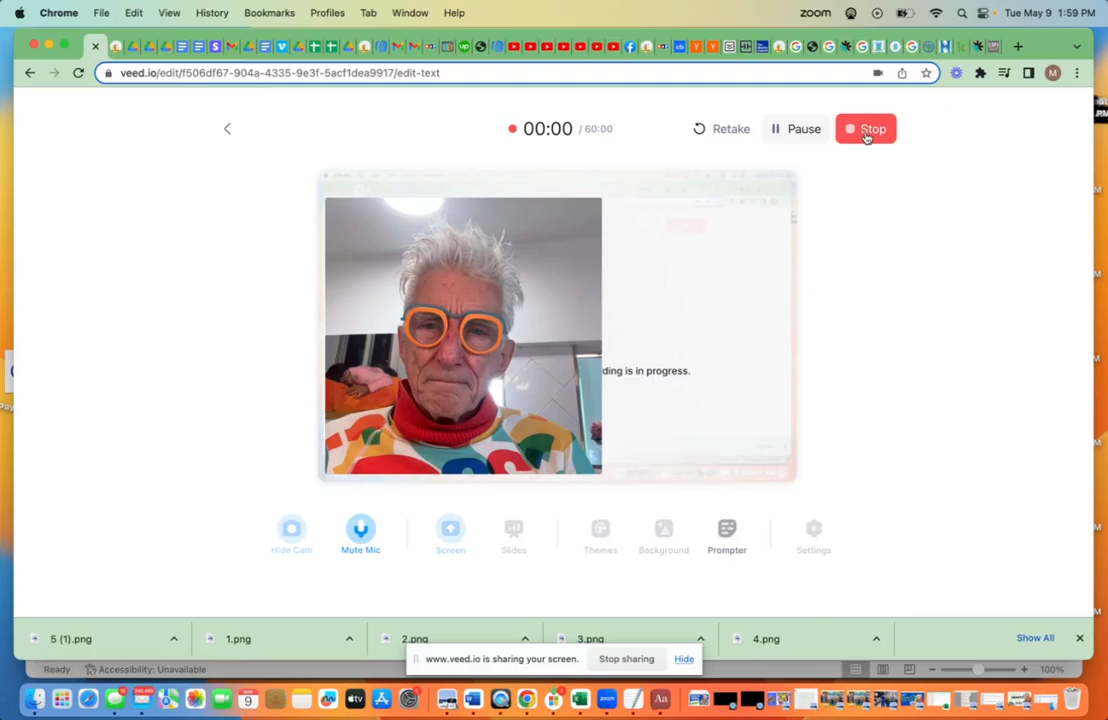 Chrome File Edit View History Bookmarks Profiles Tab Window Help zoom Tue May 9 1:59 PM
veed.io/edit/f506df67-904a-4335-9e3f-5acf1dea9917/edit-text
00:00 / 60:00 Retake Pause Stop
ding is in progress.
Hide Cam Mute Mic Screen Slides Themes Background Prompter Settings
5 (1).png 1.png 2.png 3.png 4.png Show All
www.veed.io is sharing your screen. Stop sharing Hide
Ready Accessibility: Unavailable 100%